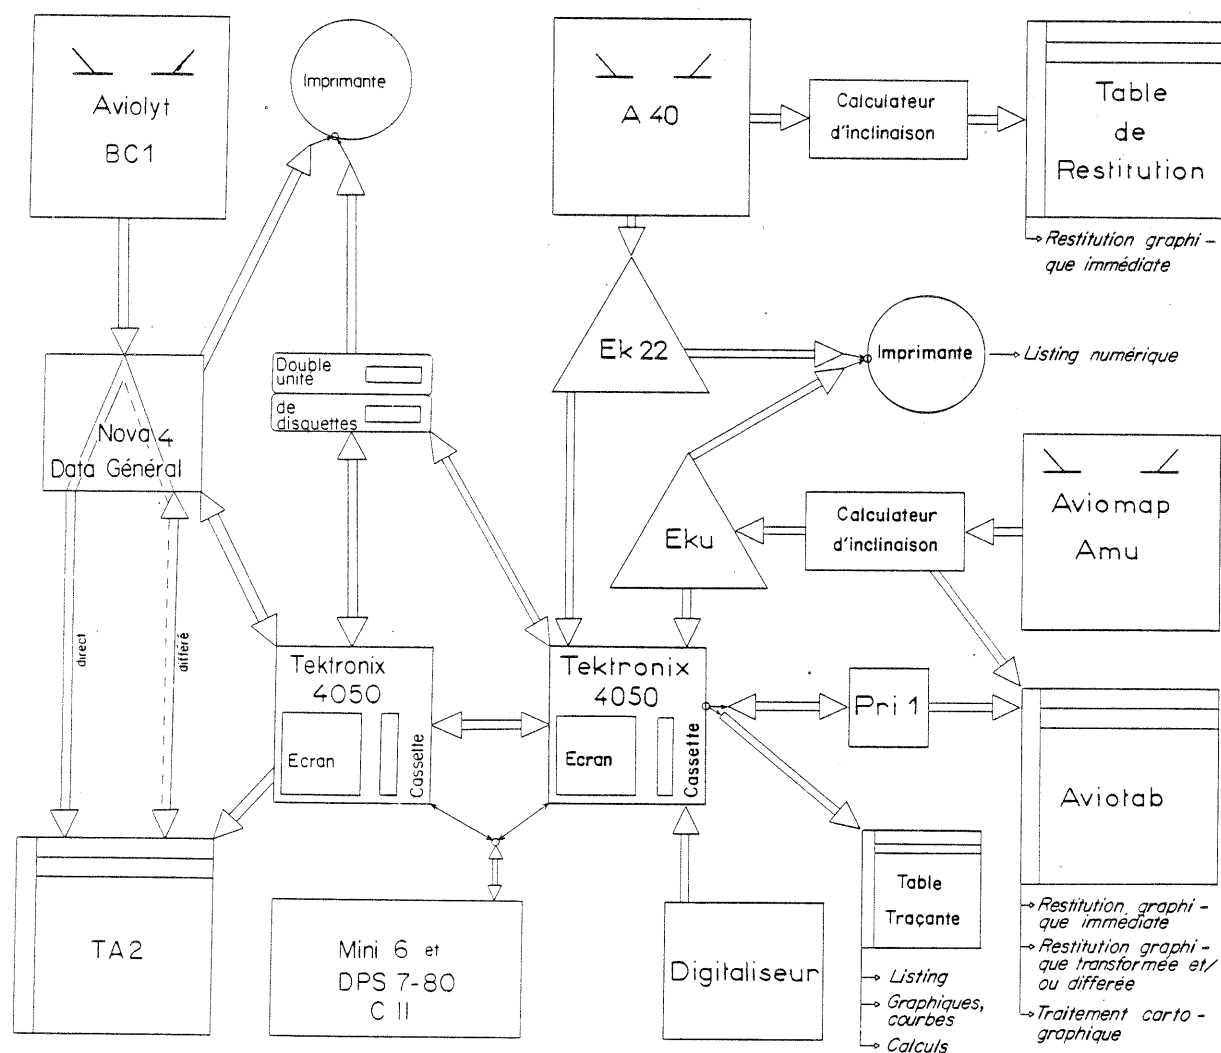 Aviolyt
BC1
Imprimante
A 40
Calculateur
d'inclinaison
Table
de
Restitution
Restitution graphi -
que immédiate
Ek 22
Imprimante
Listing numérique
Double
unité
de
disquettes
Nova 4
Data Général
Eku
Calculateur
d'inclinaison
Aviomap
Amu
direct
différé
Tektronix
4050
Ecran
Cassette
Tektronix
4050
Ecran
Cassette
Pri 1
Aviotab
Restitution graphi -
que immédiate
Restitution graphi -
que transformée et/
ou différée
Traitement carto -
graphique
TA2
Mini 6 et
DPS 7-80
C II
Digitaliseur
Table
Traçante
Listing
Graphiques,
courbes
Calculs